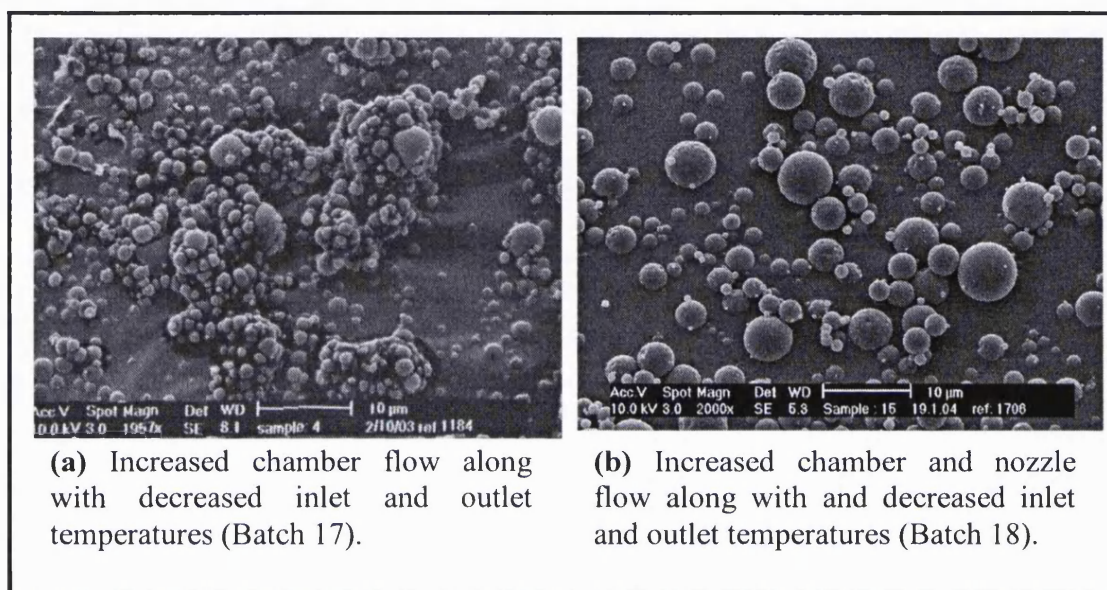 Acc.V Spot Magn Det WD 10 µm
10.0 kV 3.0 1957x SE 8.1 sample: 4 2/10/03 ref 1184
Acc.V Spot Magn Det WD 10 µm
10.0 kV 3.0 2000x SE 5.3 Sample : 15 19.1.04 ref: 1706
(a) Increased chamber flow along
with decreased inlet and outlet
temperatures (Batch 17).
(b) Increased chamber and nozzle
flow along with and decreased inlet
and outlet temperatures (Batch 18).